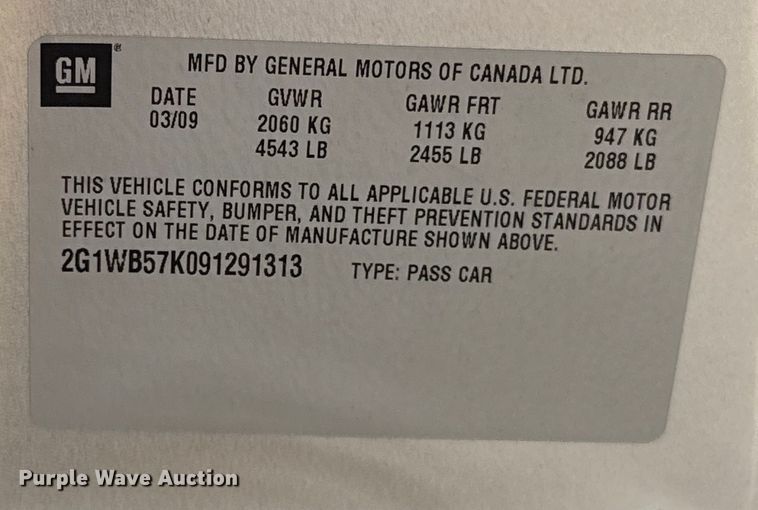 GM ®
MFD BY GENERAL MOTORS OF CANADA LTD.
DATE GVWR GAWR FRT GAWR RR
03/09 2060 KG 1113 KG 947 KG
4543 LB 2455 LB 2088 LB
THIS VEHICLE CONFORMS TO ALL APPLICABLE U.S. FEDERAL MOTOR
VEHICLE SAFETY, BUMPER, AND THEFT PREVENTION STANDARDS IN
EFFECT ON THE DATE OF MANUFACTURE SHOWN ABOVE.
2G1WB57K091291313 TYPE: PASS CAR
Purple Wave Auction